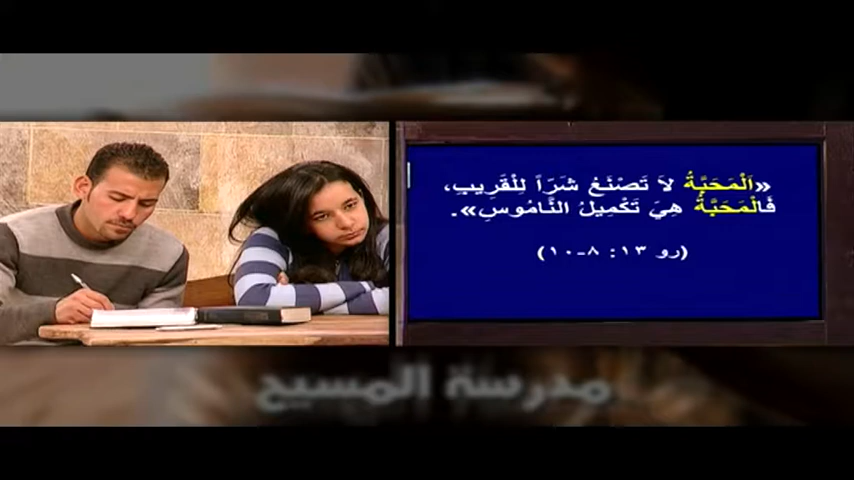 «اَلْمَحَبَّةُ لاَ تَصْنَعُ شَرّاً لِلْقَرِيبِ،
فَالْمَحَبَّةُ هِيَ تَكْمِيلُ النَّامُوسِ».
(رو ١٣: ٨-١٠)
مدرسة المسيح